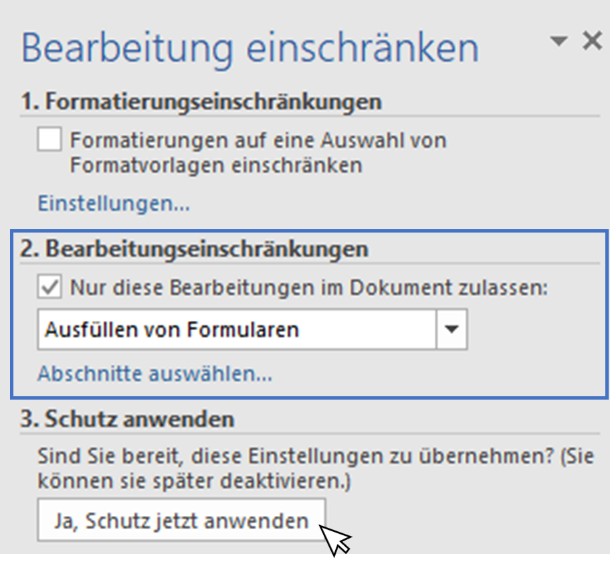 Bearbeitung einschränken
1. Formatierungseinschränkungen
Formatierungen auf eine Auswahl von
Formatvorlagen einschränken
Einstellungen...
2. Bearbeitungseinschränkungen
Nur diese Bearbeitungen im Dokument zulassen:
Ausfüllen von Formularen
Abschnitte auswählen...
3. Schutz anwenden
Sind Sie bereit, diese Einstellungen zu übernehmen? (Sie
können sie später deaktivieren.)
Ja, Schutz jetzt anwenden